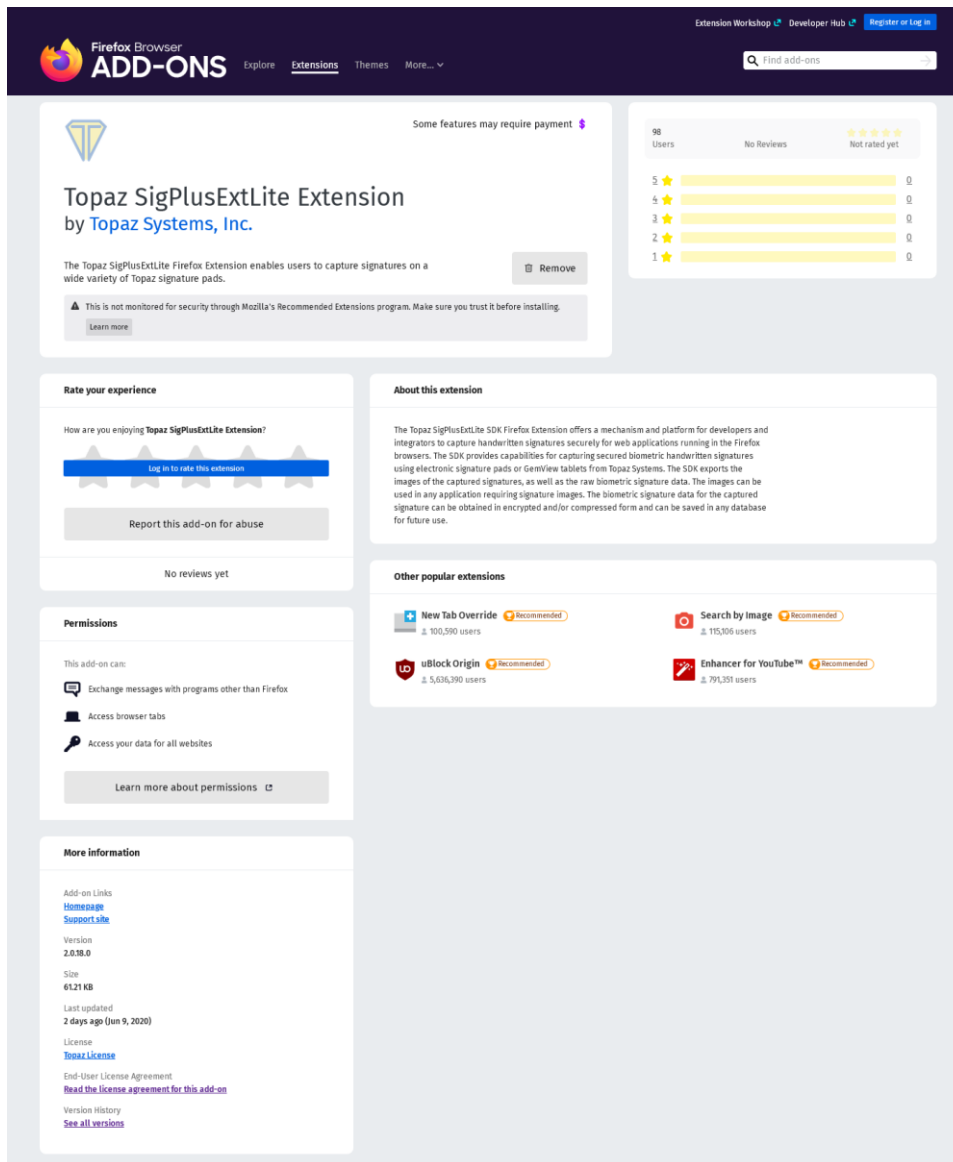 Extension Workshop Developer Hub Register or Log in
Firefox Browser
ADD-ONS
Explore Extensions Themes More...
Find add-ons
Some features may require payment $
Topaz SigPlusExtLite Extension
by Topaz Systems, Inc.
The Topaz SigPlusExtLite Firefox Extension enables users to capture signatures on a
wide variety of Topaz signature pads.
Remove
This is not monitored for security through Mozilla's Recommended Extensions program. Make sure you trust it before installing.
Learn more
98
Users No Reviews Not rated yet
5 0
4 0
3 0
2 0
1 0
Rate your experience
How are you enjoying Topaz SigPlusExtLite Extension?
Log in to rate this extension
Report this add-on for abuse
No reviews yet
About this extension
The Topaz SigPlusExtLite SDK Firefox Extension offers a mechanism and platform for developers and
integrators to capture handwritten signatures securely for web applications running in the Firefox
browsers. The SDK provides capabilities for capturing secured biometric handwritten signatures
using electronic signature pads or GemView tablets from Topaz Systems. The SDK exports the
images of the captured signatures, as well as the raw biometric signature data. The images can be
used in any application requiring signature images. The biometric signature data for the captured
signature can be obtained in encrypted and/or compressed form and can be saved in any database
for future use.
Other popular extensions
New Tab Override Recommended
100,590 users
Search by Image Recommended
115,106 users
uBlock Origin Recommended
5,636,390 users
Enhancer for YouTube™ Recommended
791,351 users
Permissions
This add-on can:
Exchange messages with programs other than Firefox
Access browser tabs
Access your data for all websites
Learn more about permissions
More information
Add-on Links
Homepage
Support site
Version
2.0.18.0
Size
61.21 KB
Last updated
2 days ago (Jun 9, 2020)
License
Topaz License
End-User License Agreement
Read the license agreement for this add-on
Version History
See all versions